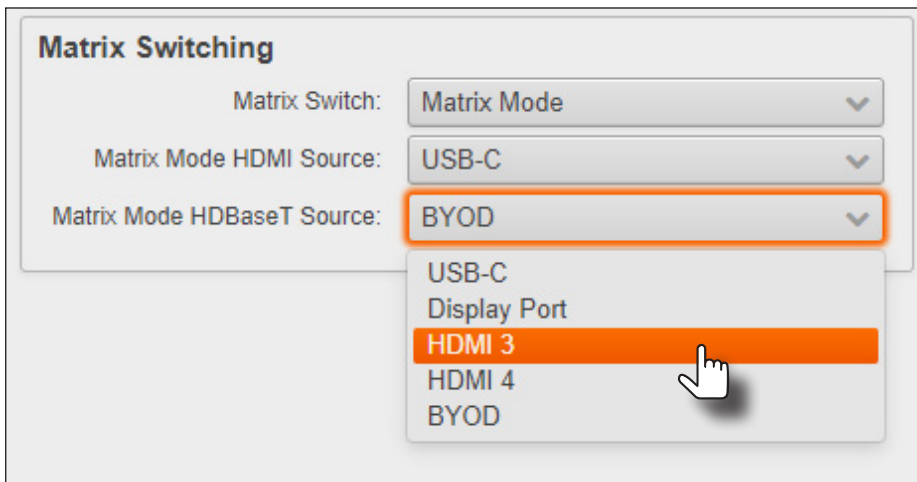 Matrix Switching
Matrix Switch: Matrix Mode
Matrix Mode HDMI Source: USB-C
Matrix Mode HDBaseT Source: BYOD
USB-C
Display Port
HDMI 3
HDMI 4
BYOD